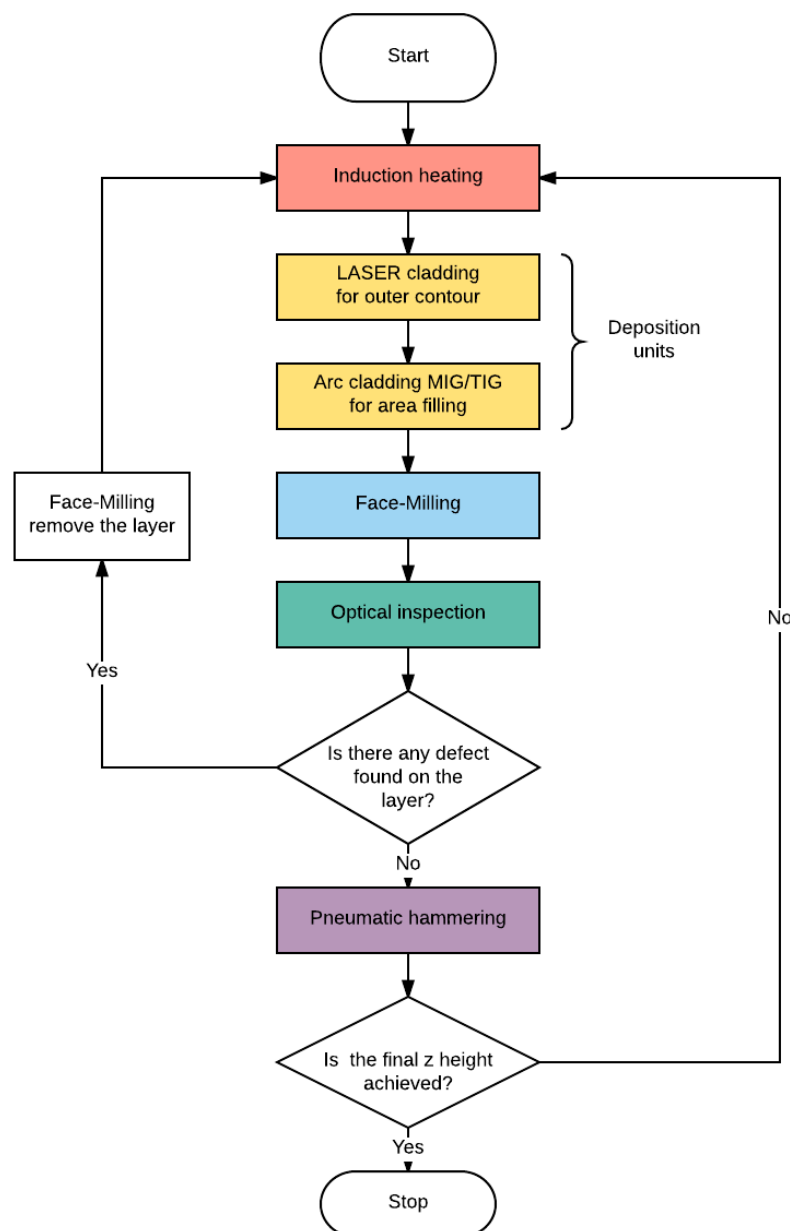 Start
Induction heating
LASER cladding
for outer contour
Deposition
units
Arc cladding MIG/TIG
for area filling
Face-Milling
remove the layer
Face-Milling
Optical inspection
No
Yes
Is there any defect
found on the
layer?
No
Pneumatic hammering
Is the final z height
achieved?
Yes
Stop